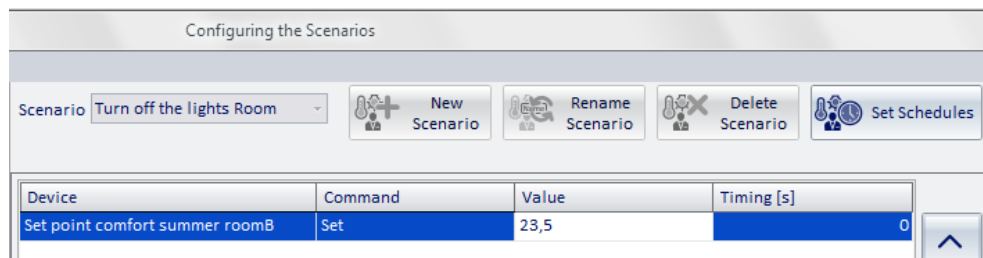 Configuring the Scenarios
Scenario Turn off the lights Room
New Scenario
Rename Scenario
Delete Scenario
Set Schedules
Device Command Value Timing [s]
Set point comfort summer roomB Set 23,5 0